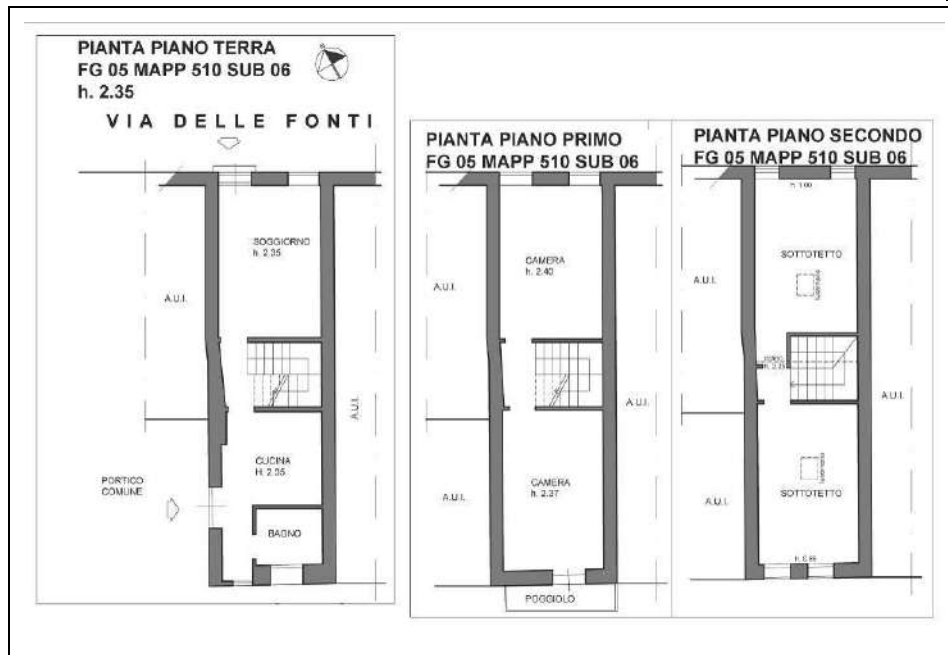 PIANTA PIANO TERRA
FG 05 MAPP 510 SUB 06
h. 2.35
VIA DELLE FONTI
SOGGIORNO
h. 2.35
A.U.I.
A.U.I.
CUCINA
H. 2.35
PORTICO
COMUNE
BAGNO
PIANTA PIANO PRIMO
FG 05 MAPP 510 SUB 06
CAMERA
h. 2.40
A.U.I.
A.U.I.
CAMERA
h. 2.37
A.U.I.
POGGIOLO
PIANTA PIANO SECONDO
FG 05 MAPP 510 SUB 06
SOTTOTETTO
A.U.I.
A.U.I.
SOTTOTETTO
A.U.I.